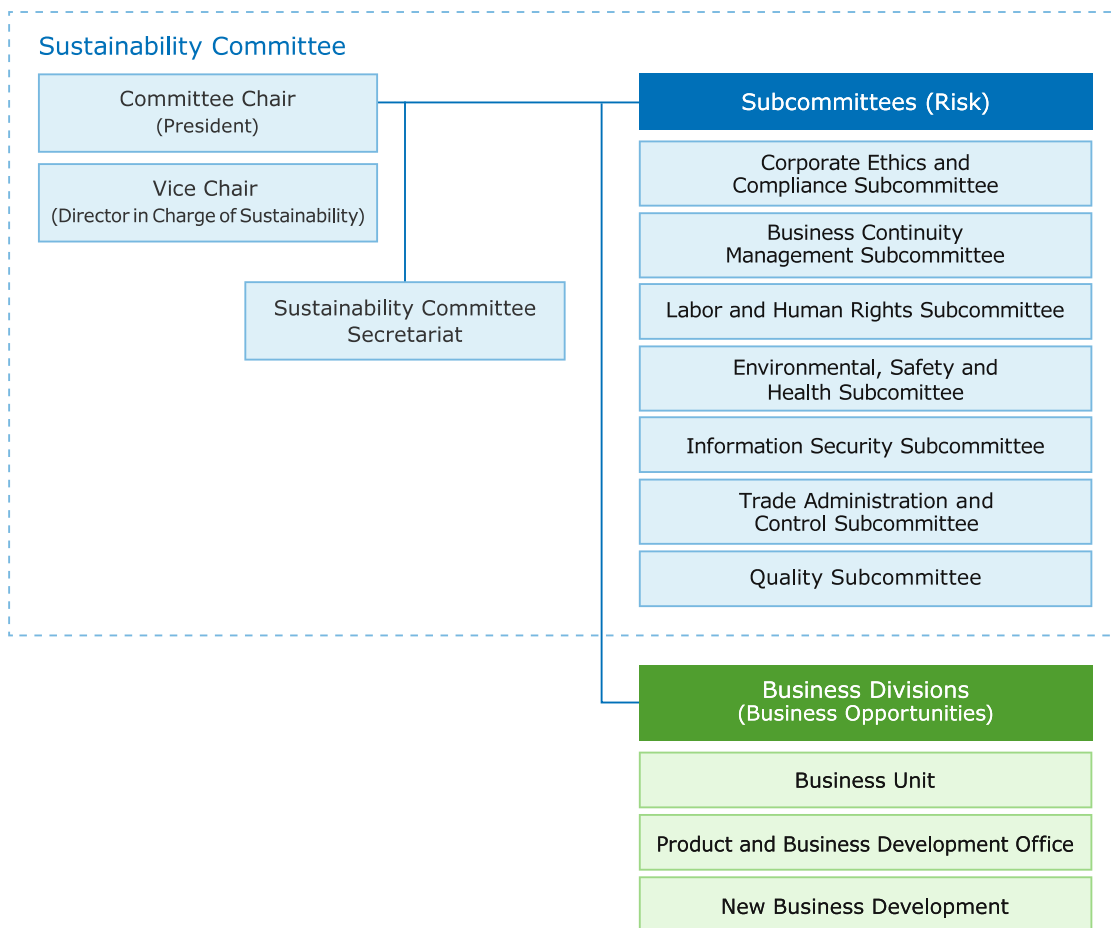 Sustainability Committee
Committee Chair
(President)
Vice Chair
(Director in Charge of Sustainability)
Sustainability Committee
Secretariat
Subcommittees (Risk)
Corporate Ethics and
Compliance Subcommittee
Business Continuity
Management Subcommittee
Labor and Human Rights Subcommittee
Environmental, Safety and
Health Subcomittee
Information Security Subcommittee
Trade Administration and
Control Subcommittee
Quality Subcommittee
Business Divisions
(Business Opportunities)
Business Unit
Product and Business Development Office
New Business Development